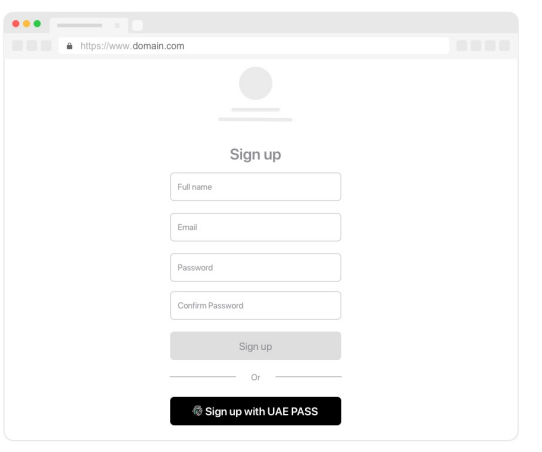 https://www.domain.com
Sign up
Full name
Email
Password
Confirm Password
Sign up
Or
Sign up with UAE PASS